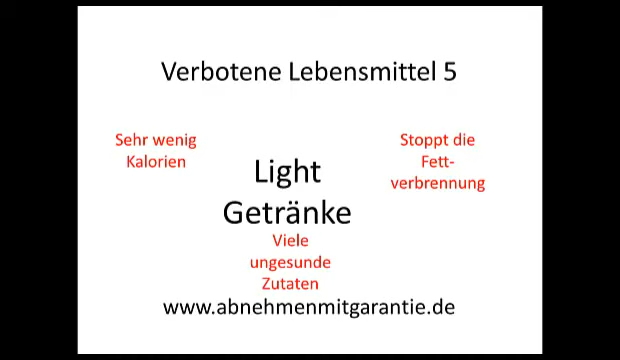 Verbotene Lebensmittel 5
Sehr wenig
Kalorien
Stoppt die
Fett-
verbrennung
Light
Getränke
Viele
ungesunde
Zutaten
www.abnehmenmitgarantie.de